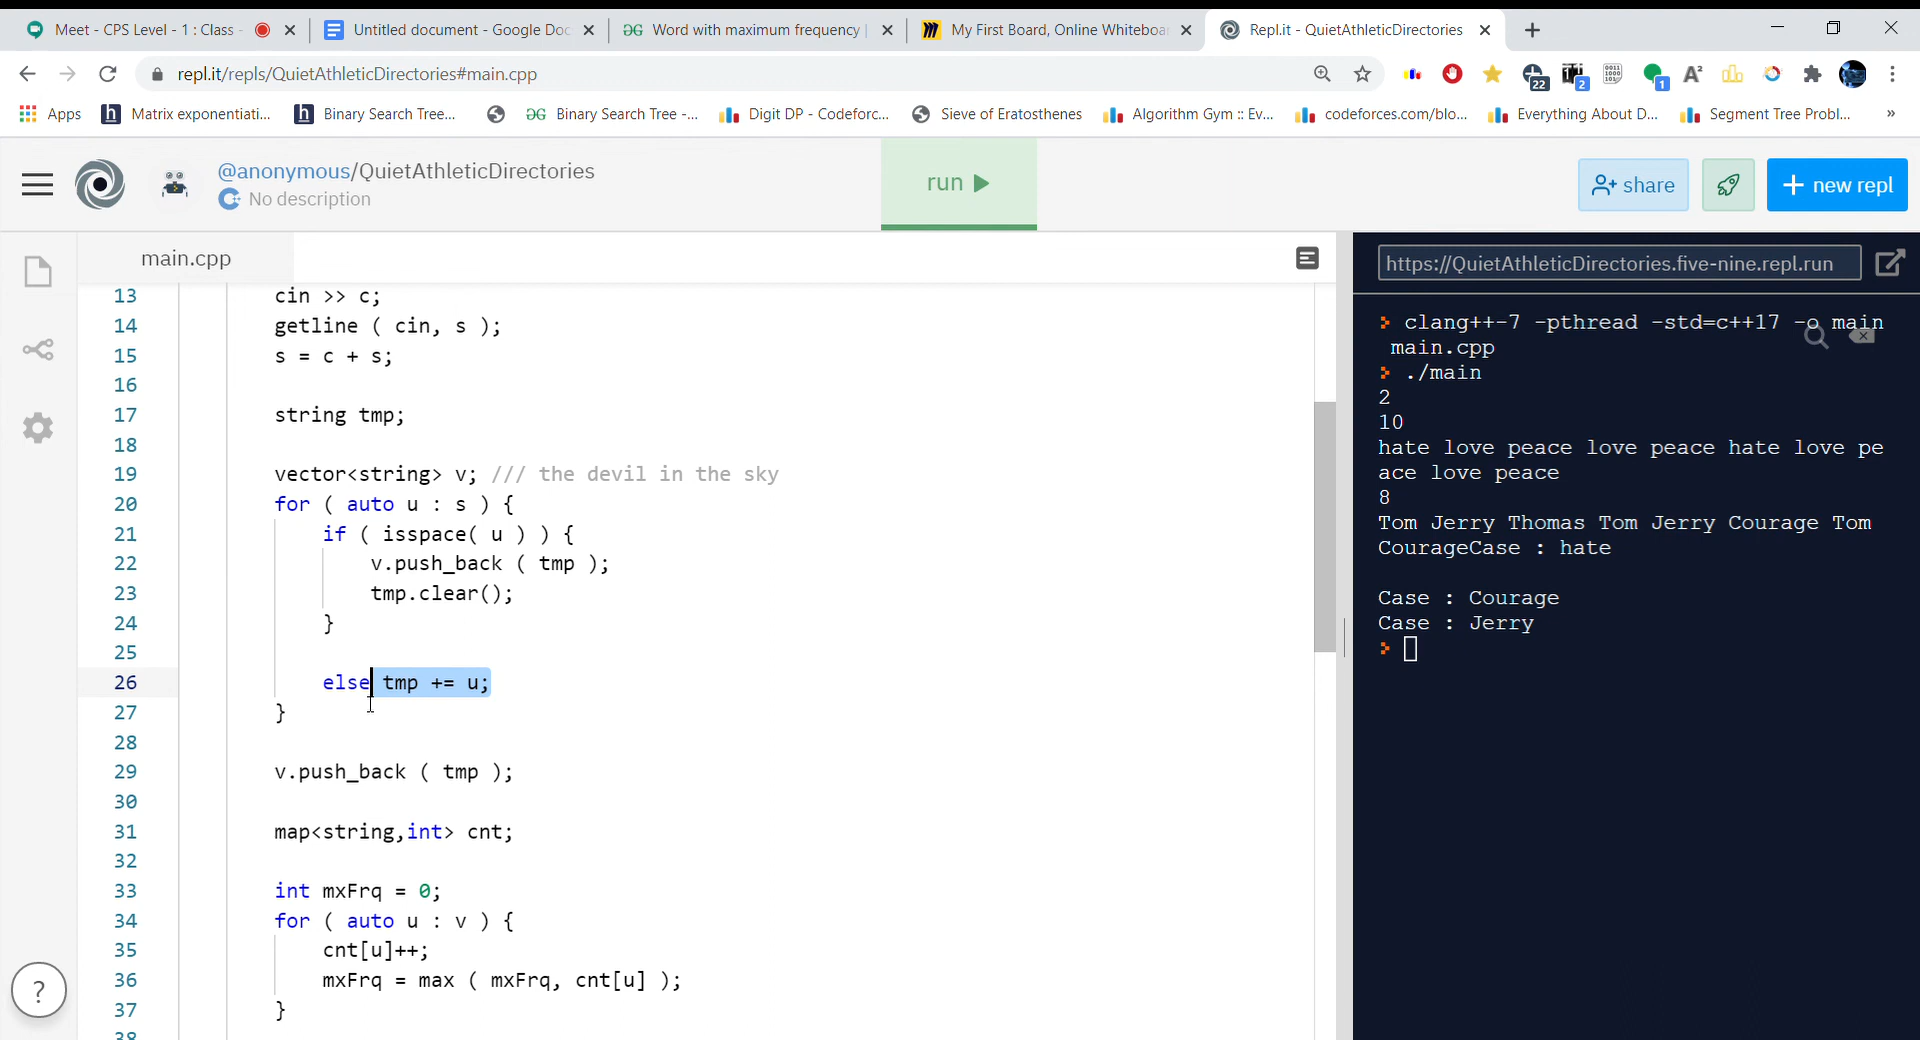 Meet - CPS Level - 1 : Class -
Untitled document - Google Doc
Word with maximum frequency |
My First Board, Online Whiteboar
Repl.it - QuietAthleticDirectories
repl.it/repls/QuietAthleticDirectories#main.cpp
22
2
1
Apps
Matrix exponentiati...
Binary Search Tree...
Binary Search Tree -...
Digit DP - Codeforc...
Sieve of Eratosthenes
Algorithm Gym :: Ev...
codeforces.com/blo...
Everything About D...
Segment Tree Probl...
»
@anonymous/QuietAthleticDirectories
No description
run
share
+ new repl
main.cpp
13 cin >> c;
14 getline ( cin, s );
15 s = c + s;
16
17 string tmp;
18
19 vector<string> v; /// the devil in the sky
20 for ( auto u : s ) {
21 if ( isspace( u ) ) {
22 v.push_back ( tmp );
23 tmp.clear();
24 }
25
26 else tmp += u;
27 }
28
29 v.push_back ( tmp );
30
31 map<string,int> cnt;
32
33 int mxFrq = 0;
34 for ( auto u : v ) {
35 cnt[u]++;
36 mxFrq = max ( mxFrq, cnt[u] );
37 }
38
?
https://QuietAthleticDirectories.five-nine.repl.run
clang++-7 -pthread -std=c++17 -o main
main.cpp
./main
2
10
hate love peace love peace hate love pe
ace love peace
8
Tom Jerry Thomas Tom Jerry Courage Tom
CourageCase : hate
Case : Courage
Case : Jerry